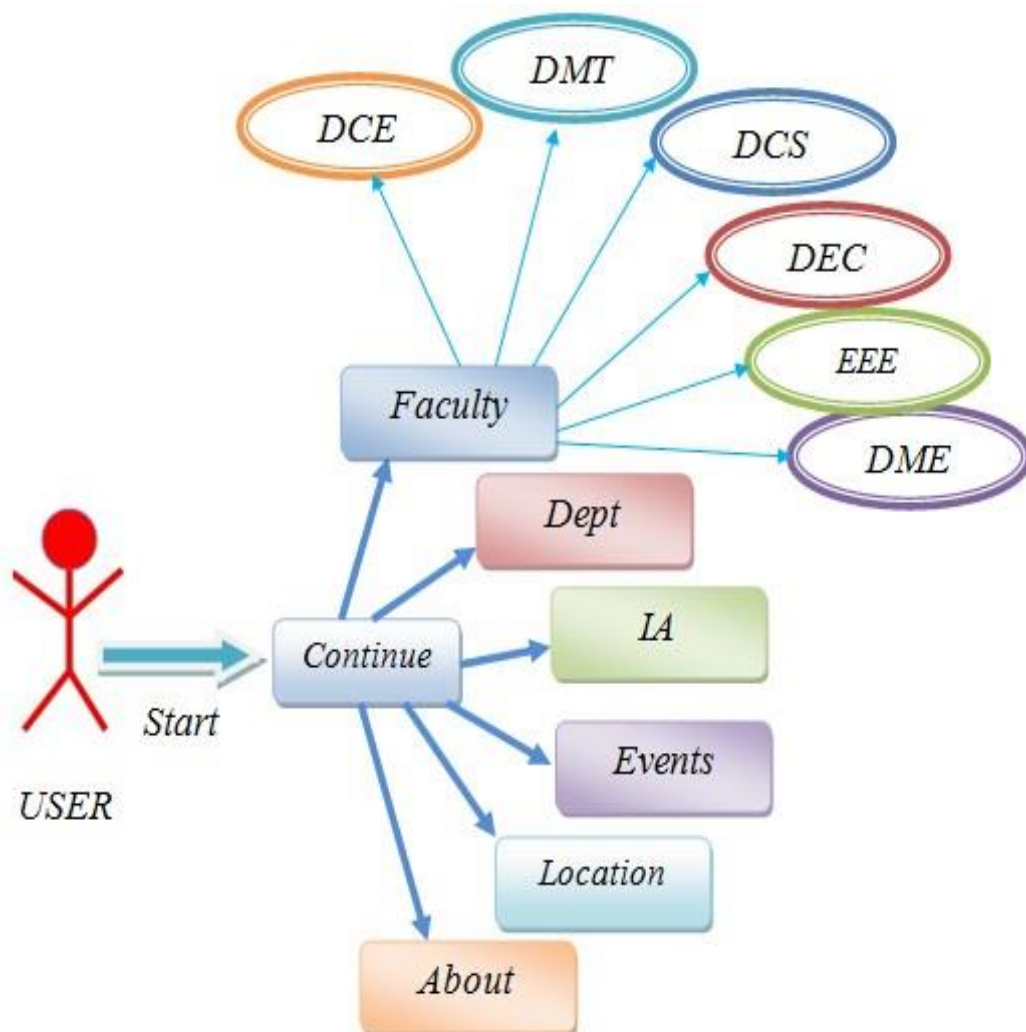 DMT
DCE
DCS
DEC
EEE
Faculty
DME
Dept
IA
Continue
Start
Events
USER
Location
About